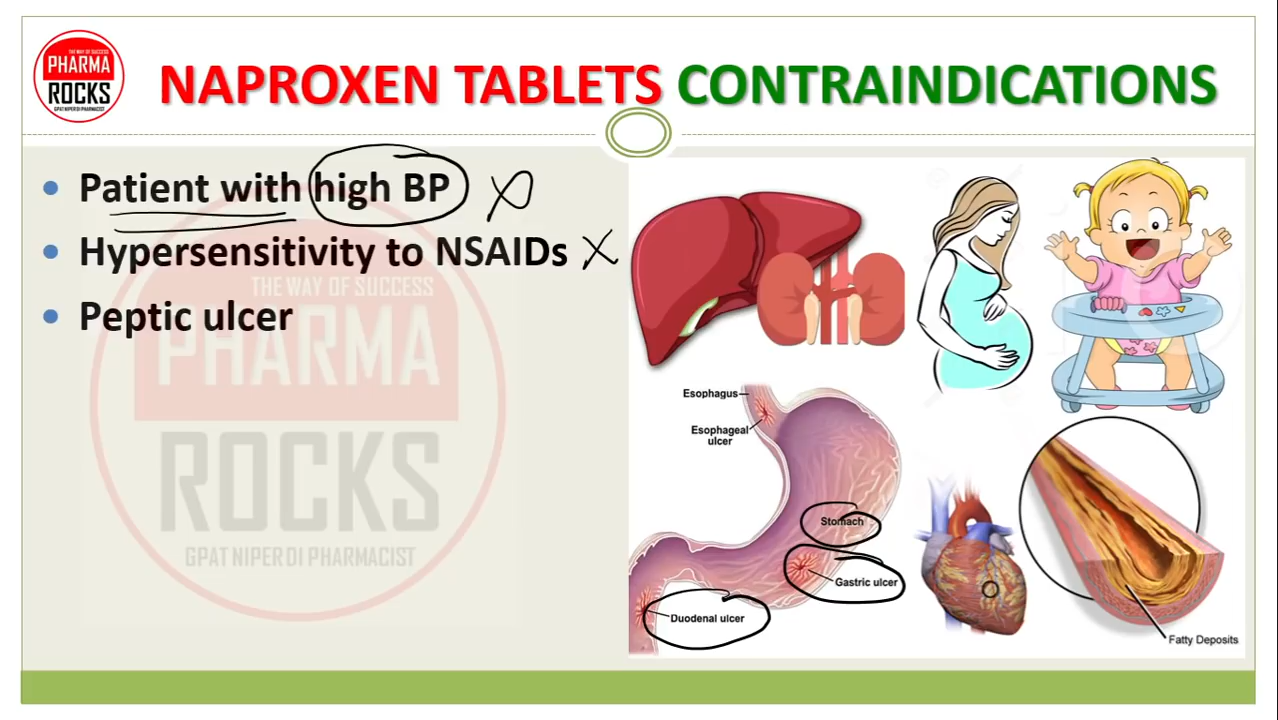 THE WAY OF SUCCESS
PHARMA
ROCKS
GPAT NIPER DI PHARMACIST
NAPROXEN TABLETS CONTRAINDICATIONS
• Patient with high BP X
• Hypersensitivity to NSAIDs X
• Peptic ulcer
THE WAY OF SUCCESS
PHARMA
ROCKS
GPAT NIPER DI PHARMACIST
Esophagus
Esophageal
ulcer
Stomach
Gastric ulcer
Duodenal ulcer
Fatty Deposits